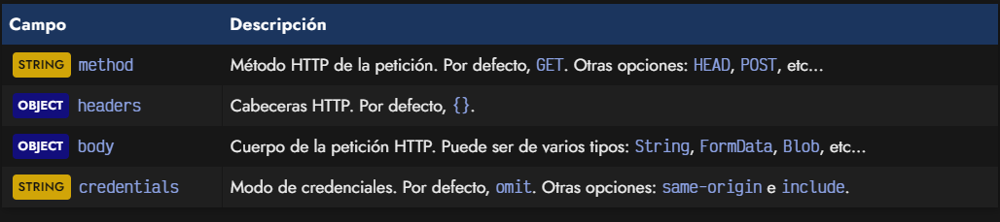 Campo Descripción
STRING method Método HTTP de la petición. Por defecto, GET. Otras opciones: HEAD, POST, etc...
OBJECT headers Cabeceras HTTP. Por defecto, {}.
OBJECT body Cuerpo de la petición HTTP. Puede ser de varios tipos: String, FormData, Blob, etc...
STRING credentials Modo de credenciales. Por defecto, omit. Otras opciones: same-origin e include.